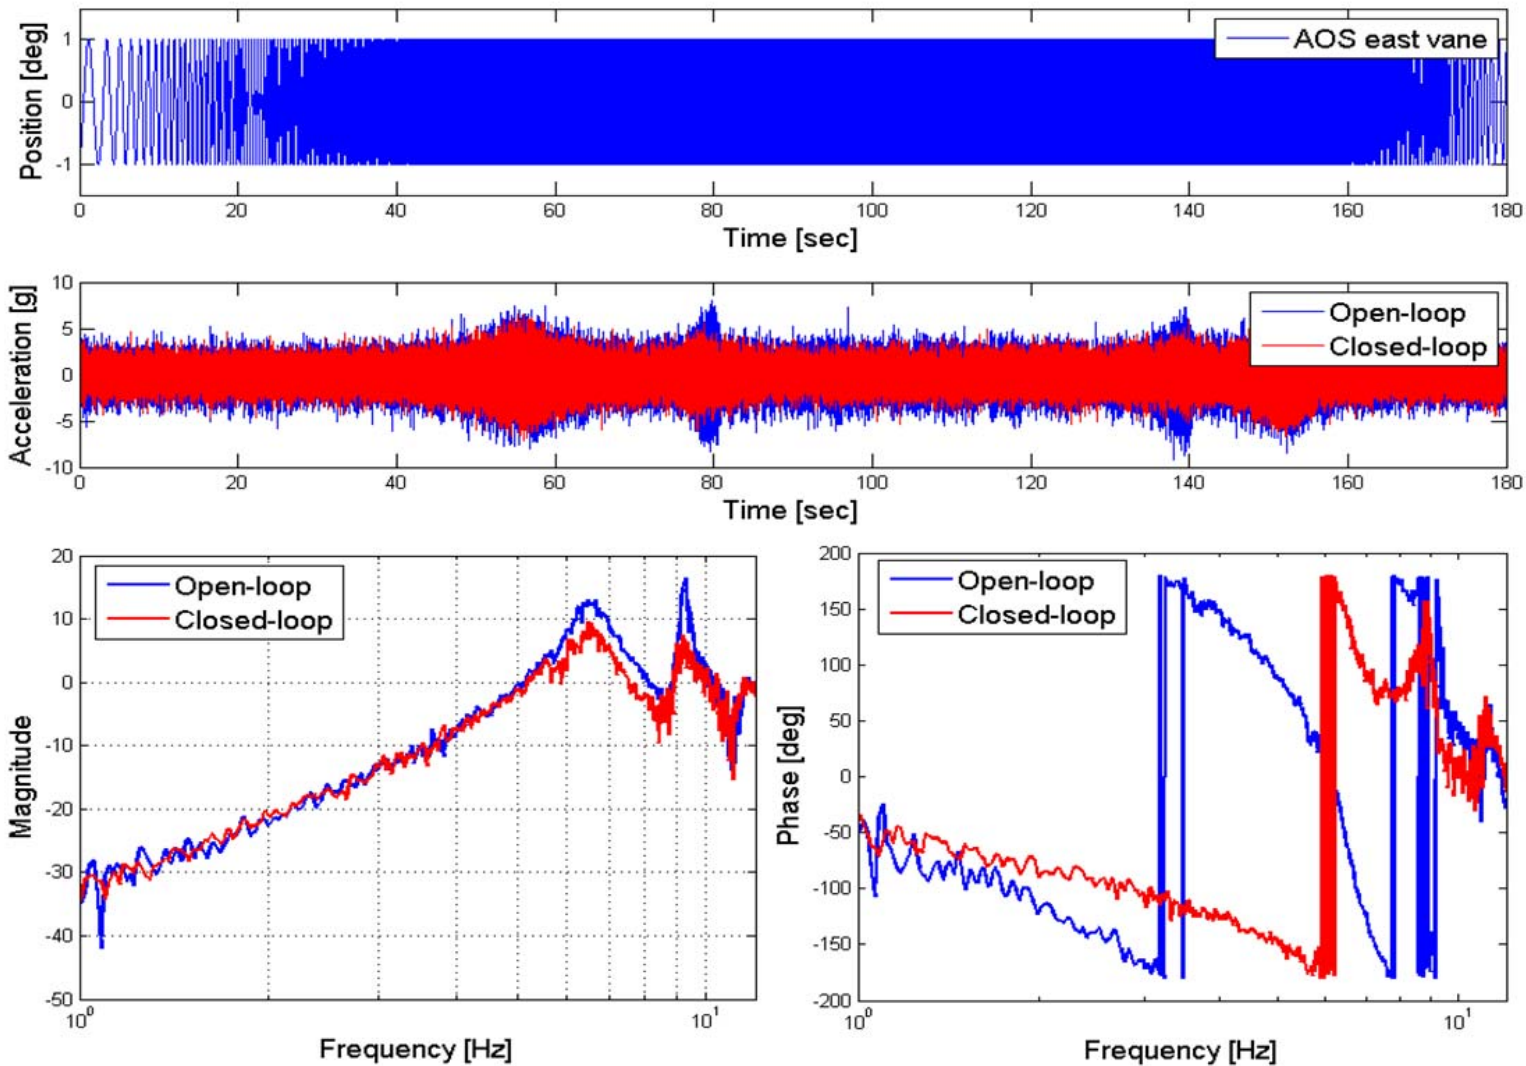 Position [deg]
1
0
-1
AOS east vane
0 20 40 60 80 100 120 140 160 180
Time [sec]
Acceleration [g]
10
5
0
-5
-10
Open-loop
Closed-loop
0 20 40 60 80 100 120 140 160 180
Time [sec]
Magnitude
20
10
0
-10
-20
-30
-40
-50
Open-loop
Closed-loop
10^0 10^1
Frequency [Hz]
Phase [deg]
200
150
100
50
0
-50
-100
-150
-200
Open-loop
Closed-loop
10^0 10^1
Frequency [Hz]